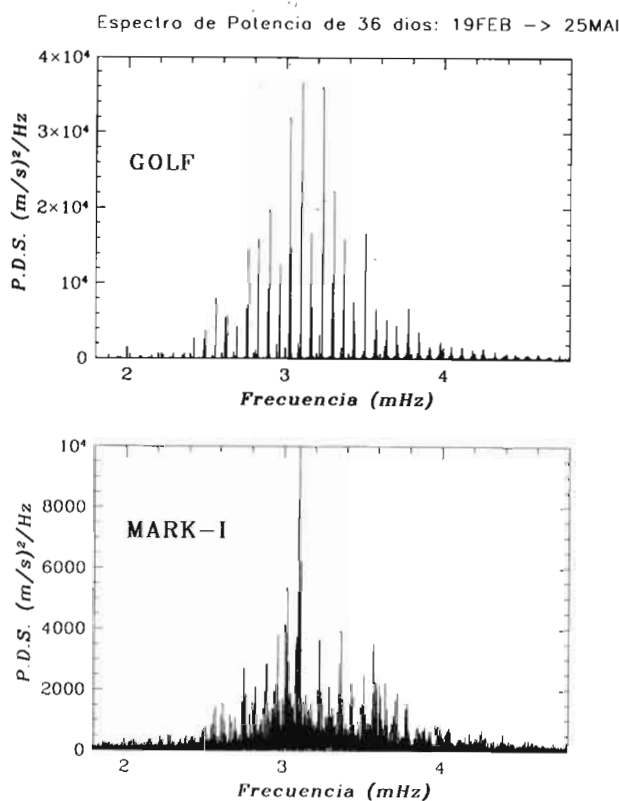 Espectro de Potencia de 36 dios: 19FEB -> 25MAI
4×10⁴
3×10⁴
2×10⁴
10⁴
0
P.D.S. (m/s)²/Hz
GOLF
2 3 4
Frecuencia (mHz)
10⁴
8000
6000
4000
2000
0
P.D.S. (m/s)²/Hz
MARK-I
2 3 4
Frecuencia (mHz)